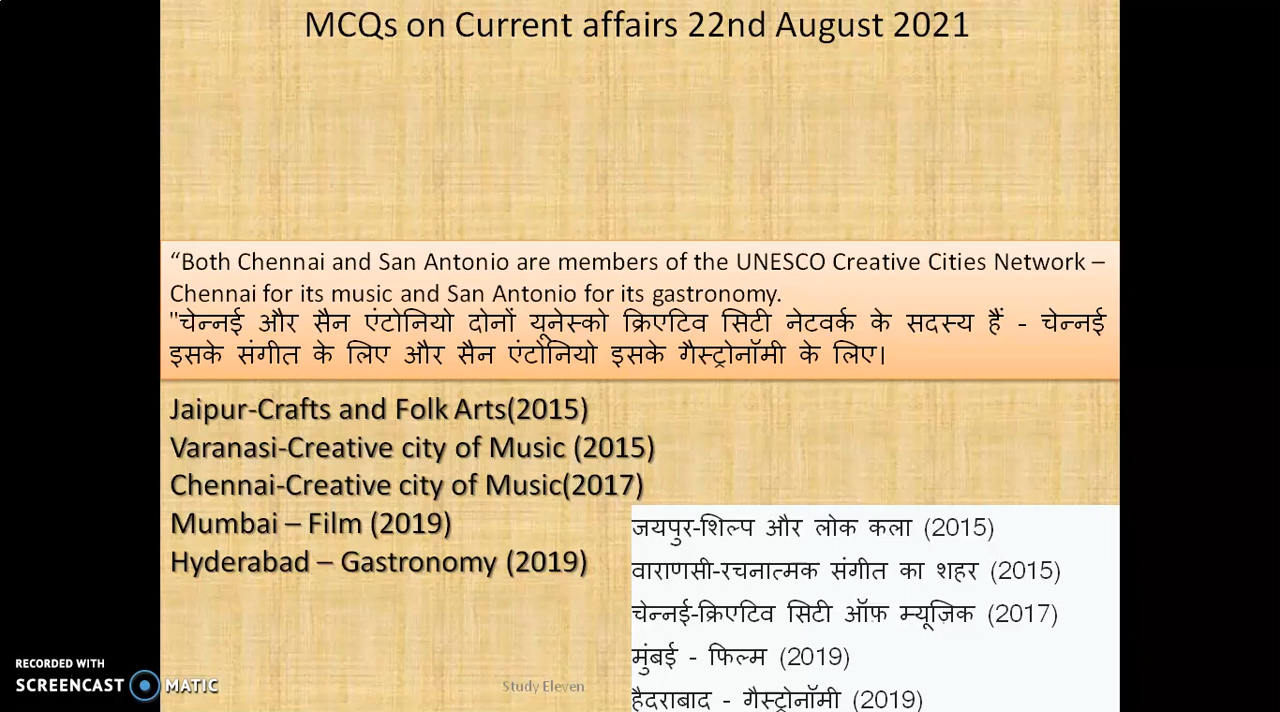 MCQs on Current affairs 22nd August 2021
“Both Chennai and San Antonio are members of the UNESCO Creative Cities Network –
Chennai for its music and San Antonio for its gastronomy.
"चेन्नई और सैन एंटोनियो दोनों यूनेस्को क्रिएटिव सिटी नेटवर्क के सदस्य हैं - चेन्नई
इसके संगीत के लिए और सैन एंटोनियो इसके गैस्ट्रोनॉमी के लिए।
Jaipur-Crafts and Folk Arts(2015)
Varanasi-Creative city of Music (2015)
Chennai-Creative city of Music(2017)
Mumbai – Film (2019)
Hyderabad – Gastronomy (2019)
जयपुर-शिल्प और लोक कला (2015)
वाराणसी-रचनात्मक संगीत का शहर (2015)
चेन्नई-क्रिएटिव सिटी ऑफ़ म्यूज़िक (2017)
मुंबई - फिल्म (2019)
हैदराबाद - गैस्ट्रोनॉमी (2019)
RECORDED WITH
SCREENCAST MATIC
Study Eleven